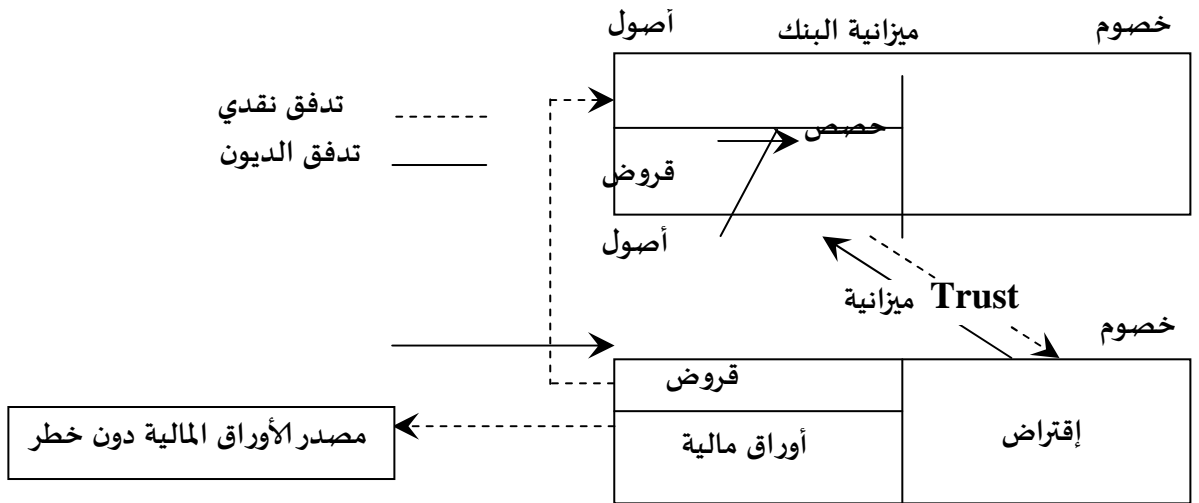 خصوم
ميزانية البنك
أصول
تدفق نقدي
تدفق الديون
حصص
قروض
أصول
ميزانية Trust
خصوم
قروض
إقتراض
أوراق مالية
مصدر الأوراق المالية دون خطر